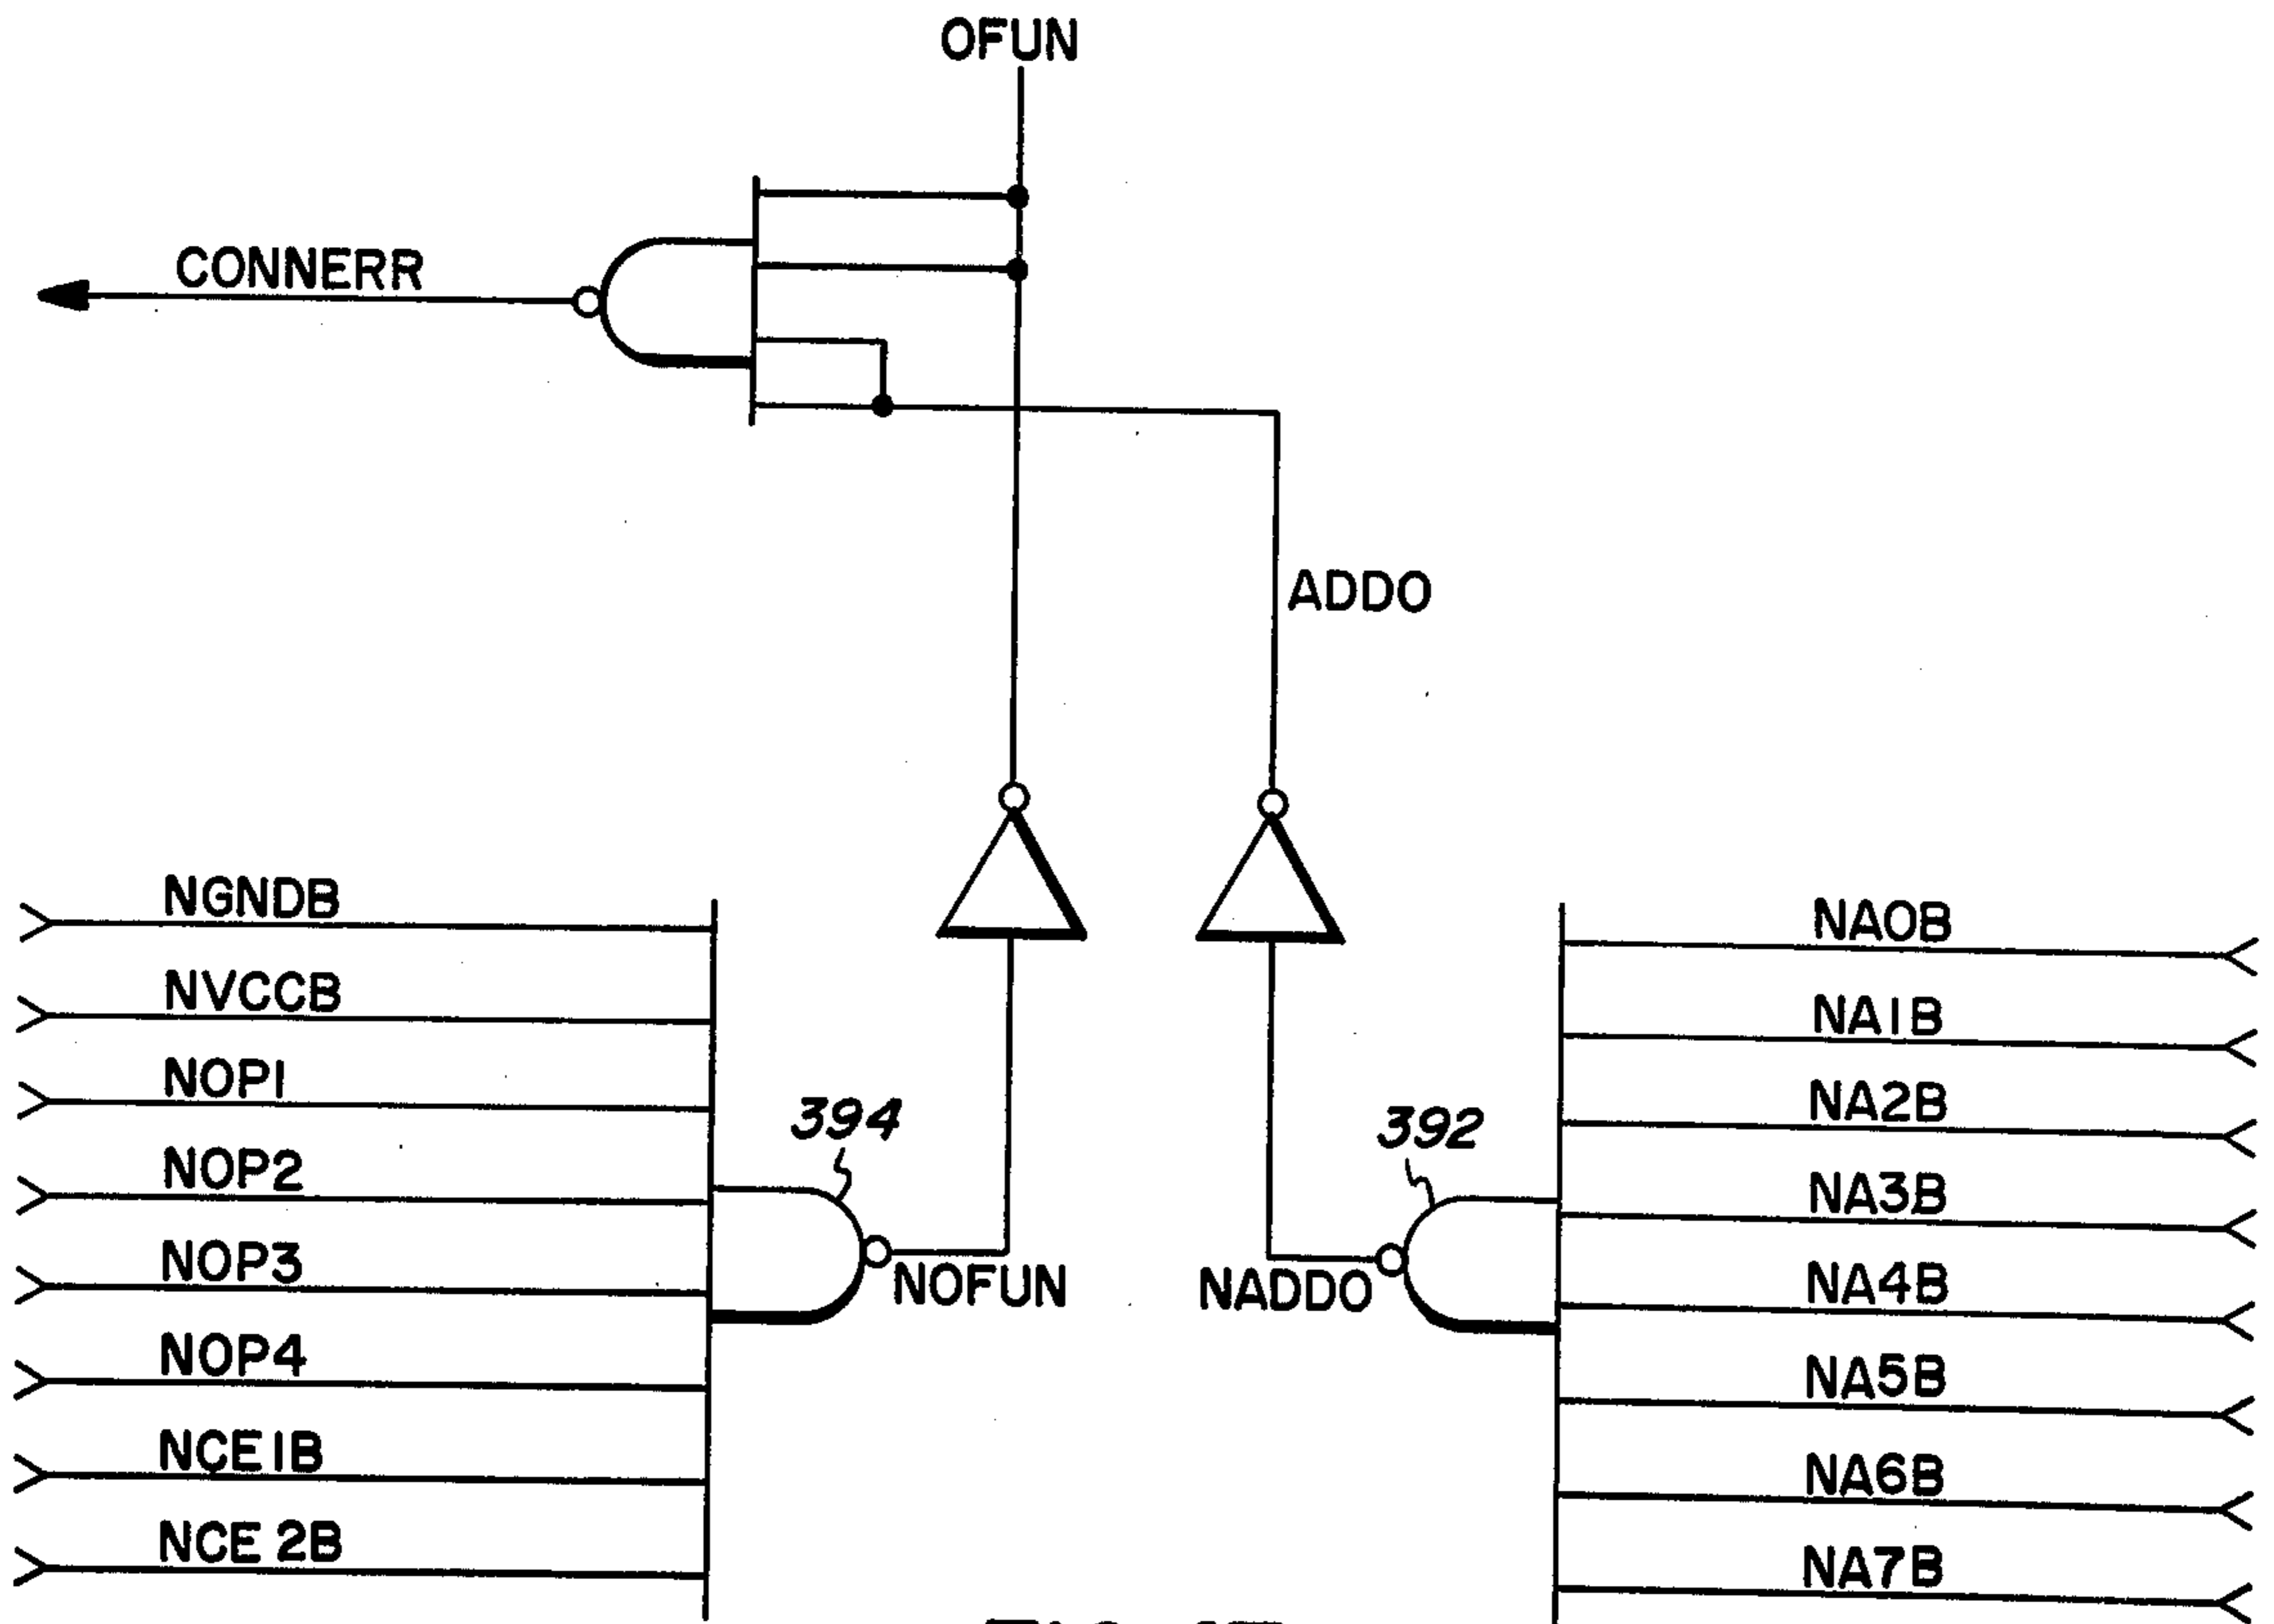 OFUN
CONNERR
ADDO
NGNDB
NVCCB
NOP1
NOP2
NOP3
NOP4
NCE1B
NCE 2B
394
NOFUN
392
NADDO
NA0B
NA1B
NA2B
NA3B
NA4B
NA5B
NA6B
NA7B